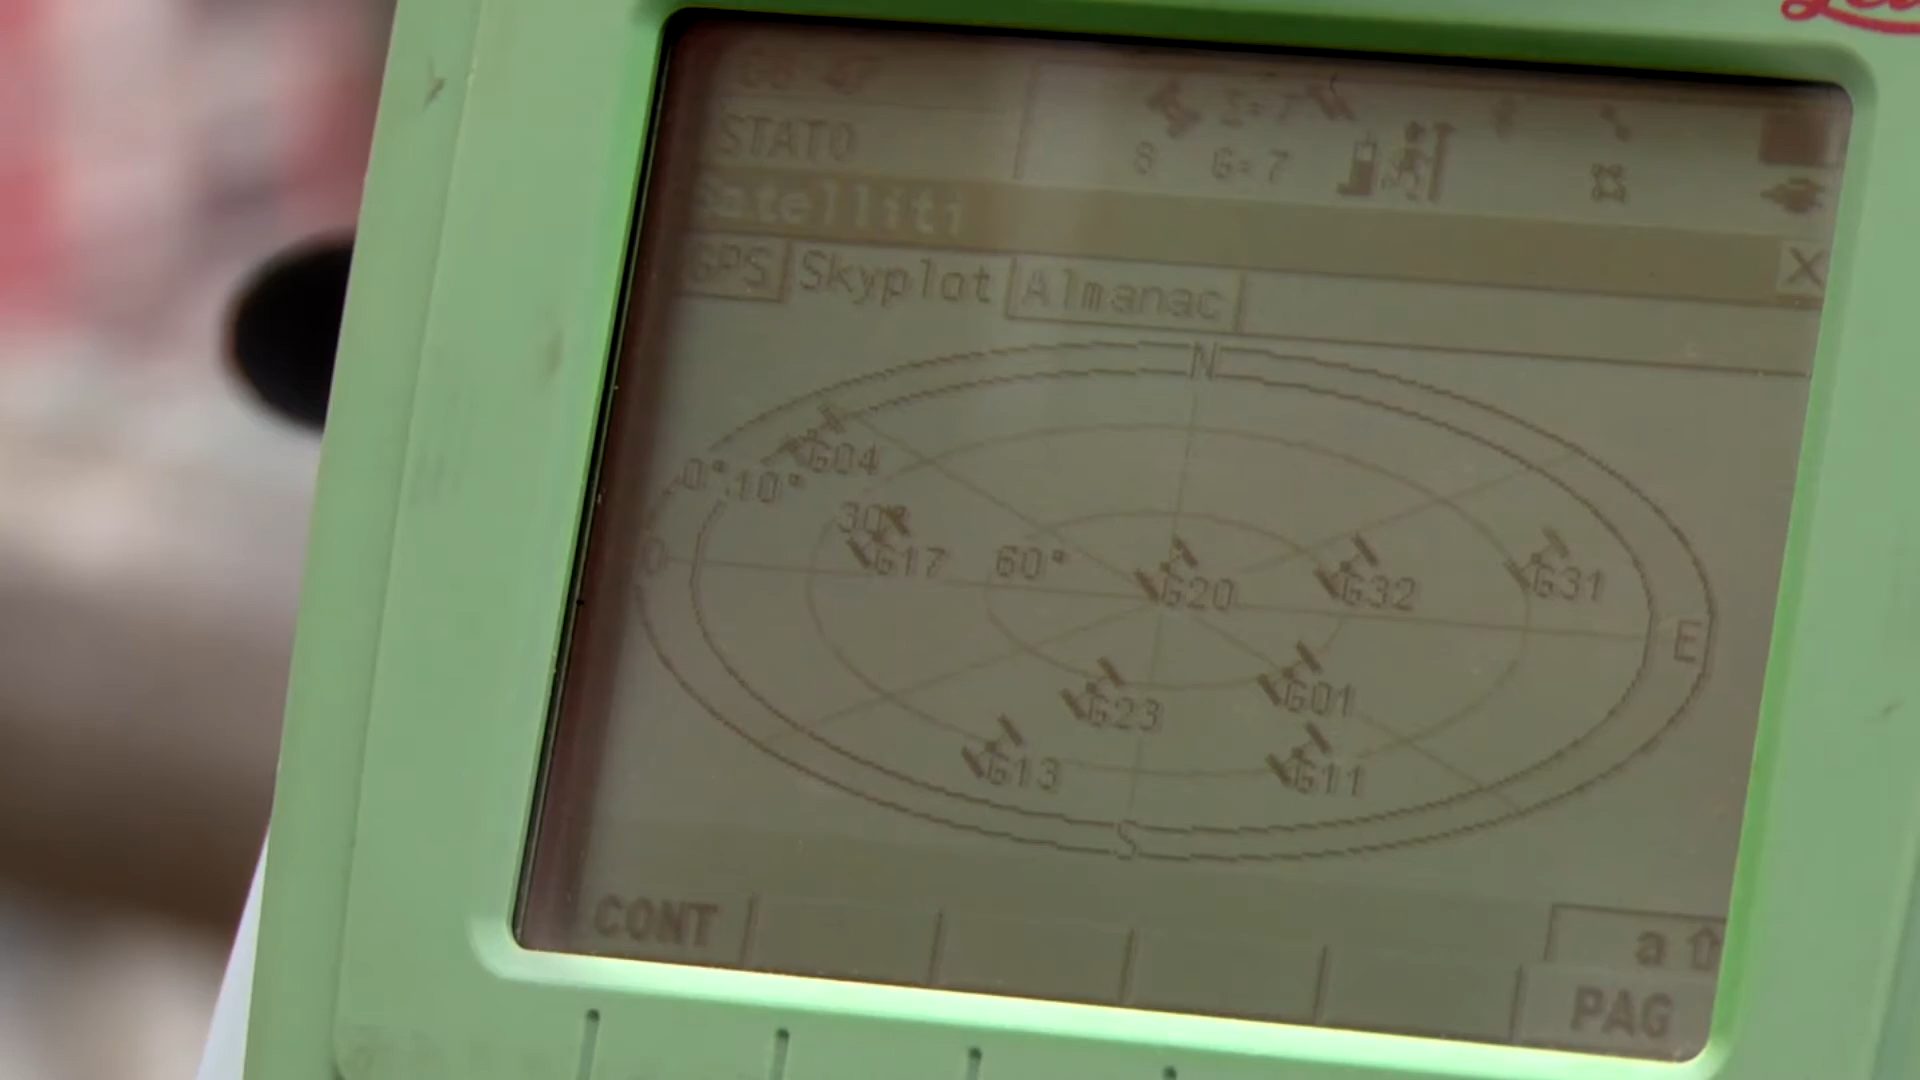 STATO
8 G= 7
Satelliti
X
GPS Skyplot Almanac
N
G04
0° 10°
30°
G17 60° G20 G32 G31
O
E
G23 G01
G13 G11
S
CONT
a
PAG